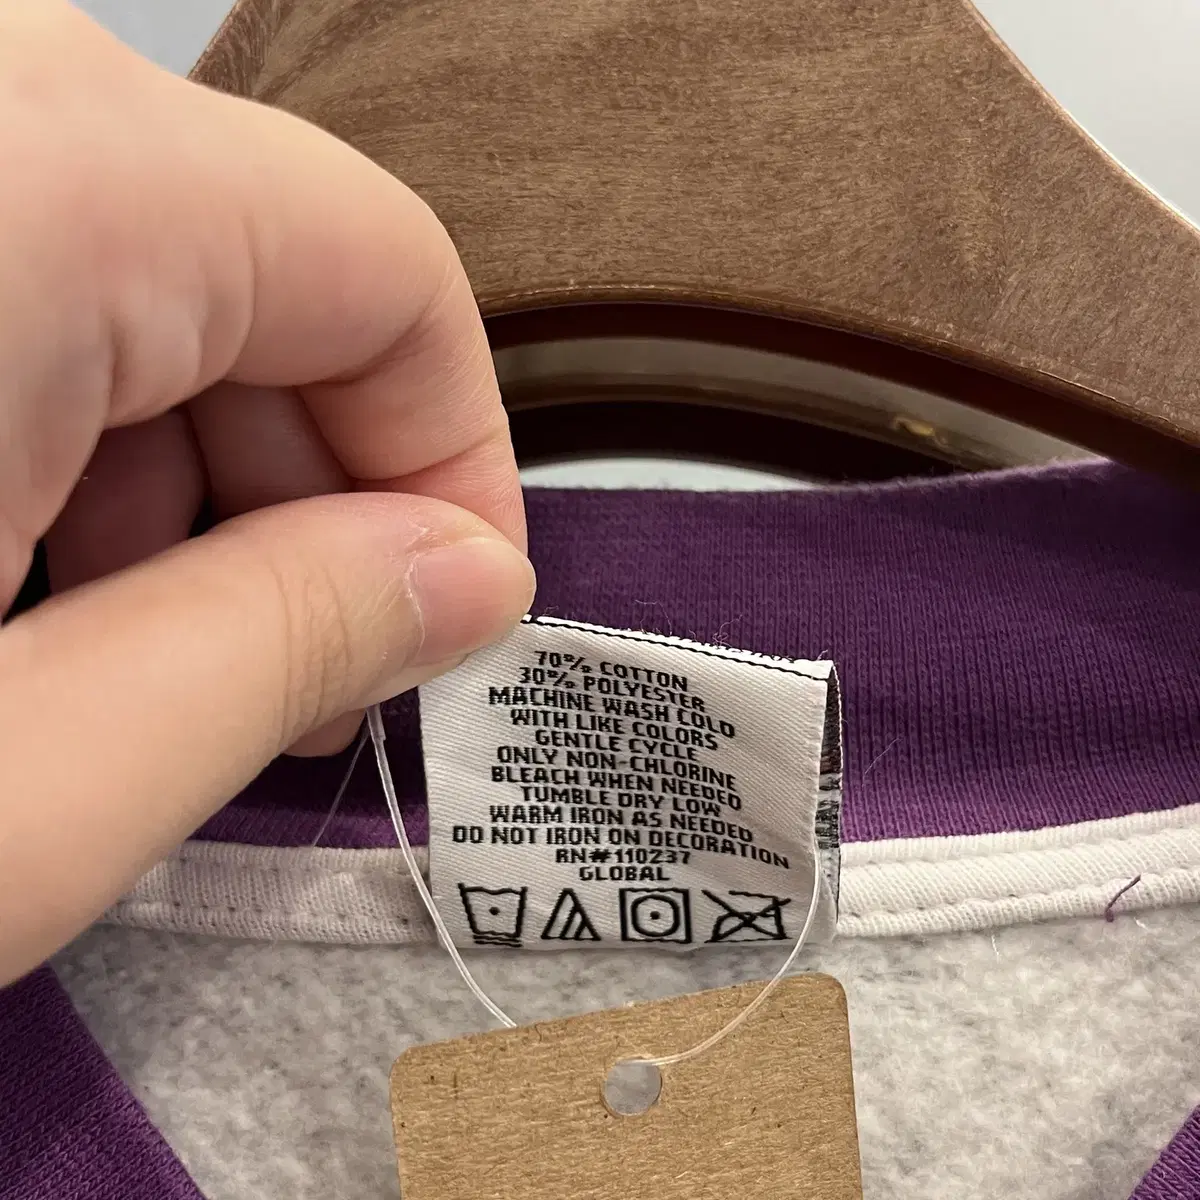 70% COTTON
30% POLYESTER
MACHINE WASH COLD
WITH LIKE COLORS
GENTLE CYCLE
ONLY NON-CHLORINE
BLEACH WHEN NEEDED
TUMBLE DRY LOW
WARM IRON AS NEEDED
DO NOT IRON ON DECORATION
RN#110237
GLOBAL